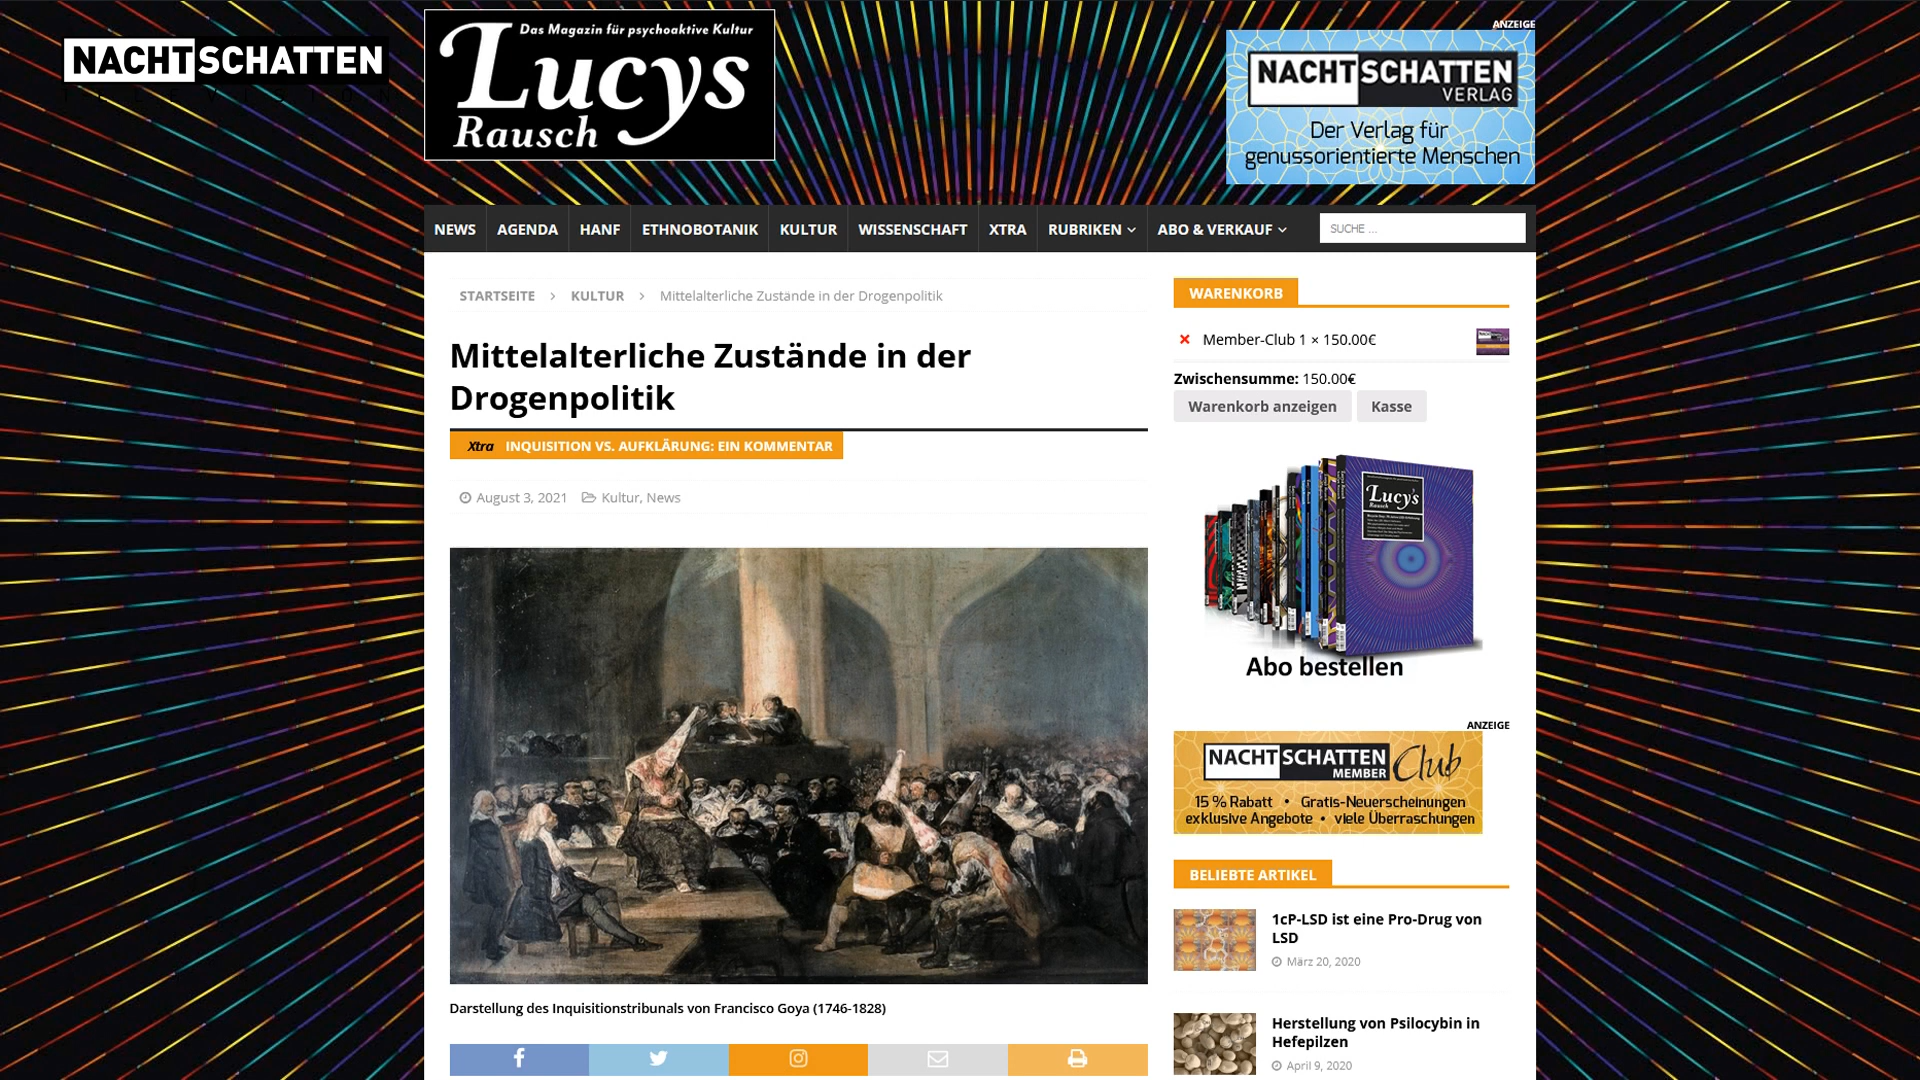 NACHTSCHATTEN
TELEVISION
Das Magazin für psychoaktive Kultur
Lucys
Rausch
ANZEIGE
NACHTSCHATTEN
VERLAG
Der Verlag für
genussorientierte Menschen
NEWS AGENDA HANF ETHNOBOTANIK KULTUR WISSENSCHAFT XTRA RUBRIKEN ABO & VERKAUF SUCHE ...
STARTSEITE KULTUR Mittelalterliche Zustände in der Drogenpolitik
Mittelalterliche Zustände in der
Drogenpolitik
Xtra INQUISITION VS. AUFKLÄRUNG: EIN KOMMENTAR
August 3, 2021 Kultur, News
Darstellung des Inquisitionstribunals von Francisco Goya (1746-1828)
WARENKORB
Member-Club 1 × 150.00€
Zwischensumme: 150.00€
Warenkorb anzeigen Kasse
Lucy's
Rausch
Abo bestellen
ANZEIGE
NACHTSCHATTEN
MEMBER Club
15 % Rabatt • Gratis-Neuerscheinungen
exklusive Angebote • viele Überraschungen
BELIEBTE ARTIKEL
1cP-LSD ist eine Pro-Drug von
LSD
März 20, 2020
Herstellung von Psilocybin in
Hefepilzen
April 9, 2020